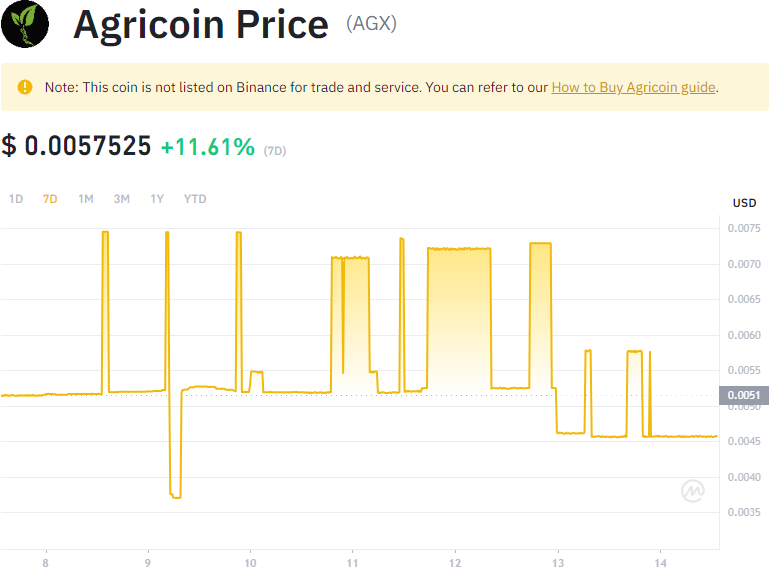 Agricoin Price (AGX)
Note: This coin is not listed on Binance for trade and service. You can refer to our How to Buy Agricoin guide.
$ 0.0057525 +11.61% (7D)
1D 7D 1M 3M 1Y YTD
USD
0.0075
0.0070
0.0065
0.0060
0.0055
0.0051
0.0050
0.0045
0.0040
0.0035
8 9 10 11 12 13 14